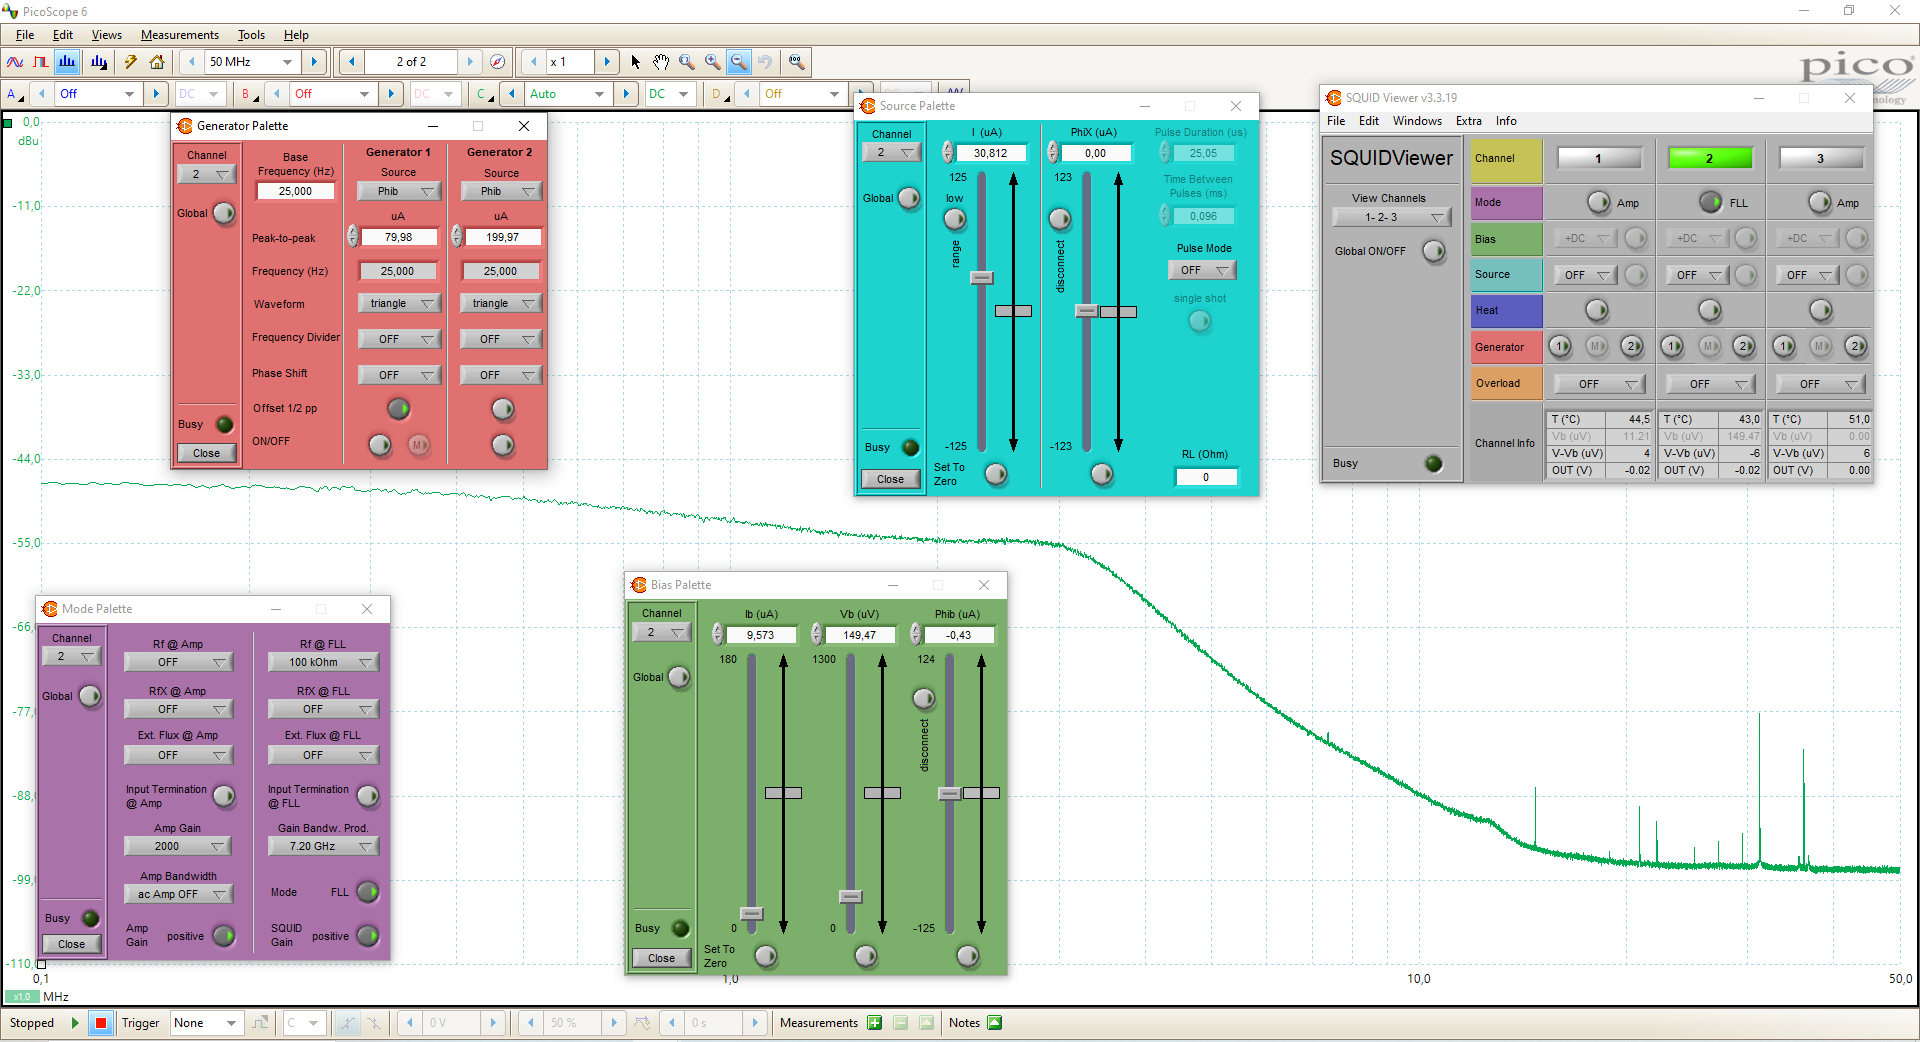 PicoScope 6
File Edit Views Measurements Tools Help
50 MHz 2 of 2 x 1
pico
nology
A Off DC B Off DC C Auto DC D Off
0,0
dBu
-11,0
-22,0
-33,0
-44,0
-55,0
-66,0
-77,0
-88,0
-99,0
-110,0
0,1 1,0 10,0 50,0
x1.0 MHz
Generator Palette
Channel
2
Global
Busy
Close
Base
Frequency (Hz)
25,000
Generator 1 Generator 2
Source Source
Phib Phib
uA uA
Peak-to-peak 79,98 199,97
Frequency (Hz) 25,000 25,000
Waveform triangle triangle
Frequency Divider OFF OFF
Phase Shift OFF OFF
Offset 1/2 pp
ON/OFF M
Source Palette
Channel
2
Global
Busy
Close
I (uA)
30,812
125
low
range
-125
Set To
Zero
PhiX (uA)
0,00
123
disconnect
-123
Pulse Duration (us)
25,05
Time Between
Pulses (ms)
0,096
Pulse Mode
OFF
single shot
RL (Ohm)
0
SQUID Viewer v3.3.19
File Edit Windows Extra Info
SQUIDViewer
View Channels
1- 2- 3
Global ON/OFF
Busy
Channel 1 2 3
Mode Amp FLL Amp
Bias +DC +DC +DC
Source OFF OFF OFF
Heat
Generator 1 M 2 1 M 2 1 M 2
Overload OFF OFF OFF
Channel Info
T (°C) 44,5 T (°C) 43,0 T (°C) 51,0
Vb (uV) 11.21 Vb (uV) 149.47 Vb (uV) 0.00
V-Vb (uV) 4 V-Vb (uV) -6 V-Vb (uV) 6
OUT (V) -0.02 OUT (V) -0.02 OUT (V) 0.00
Mode Palette
Channel
2
Global
Busy
Close
Rf @ Amp Rf @ FLL
OFF 100 kOhm
RfX @ Amp RfX @ FLL
OFF OFF
Ext. Flux @ Amp Ext. Flux @ FLL
OFF OFF
Input Termination Input Termination
@ Amp @ FLL
Amp Gain Gain Bandw. Prod.
2000 7.20 GHz
Amp Bandwidth
ac Amp OFF
Mode FLL
Amp
Gain positive
SQUID
Gain positive
Bias Palette
Channel
2
Global
Busy
Close
Ib (uA) Vb (uV) Phib (uA)
9,573 149,47 -0,43
180 1300 124
disconnect
0 0 -125
Set To
Zero
Stopped Trigger None C 0 V 50 % 0 s Measurements Notes